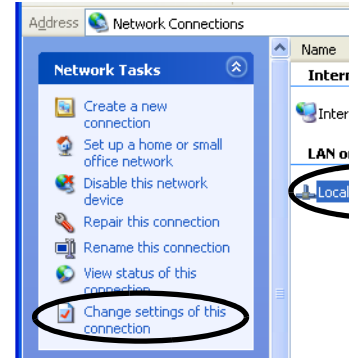 Address Network Connections
Name
Network Tasks
Create a new
connection
Set up a home or small
office network
Disable this network
device
Repair this connection
Rename this connection
View status of this
connection
Change settings of this
connection
Intern
Inter
LAN o
Local